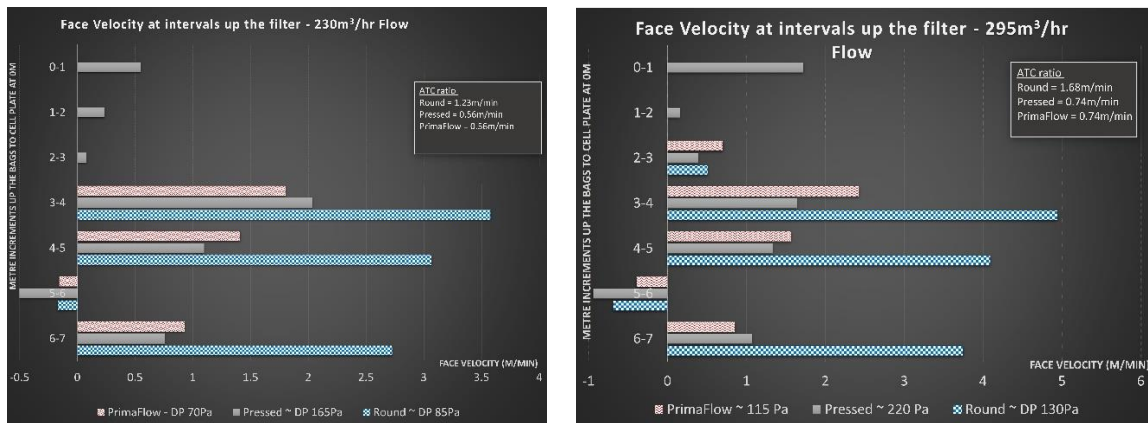 Face Velocity at intervals up the filter - 230m³/hr Flow
METRE INCREMENTS UP THE BAGS TO CELL PLATE AT 0M
0-1
1-2
2-3
3-4
4-5
5-6
6-7
ATC ratio
Round = 1.23m/min
Pressed = 0.56m/min
PrimaFlow = 0.56m/min
FACE VELOCITY (M/MIN)
-0.5 0 0.5 1 1.5 2 2.5 3 3.5 4
PrimaFlow - DP 70Pa Pressed ~ DP 165Pa Round ~ DP 85Pa
Face Velocity at intervals up the filter - 295m³/hr
Flow
METRE INCREMENTS UP THE BAGS TO CELL PLATE AT 0M
0-1
1-2
2-3
3-4
4-5
5-6
6-7
ATC ratio
Round = 1.68m/min
Pressed = 0.74m/min
PrimaFlow = 0.74m/min
FACE VELOCITY (M/MIN)
-1 0 1 2 3 4 5 6
PrimaFlow ~ 115 Pa Pressed ~ 220 Pa Round ~ DP 130Pa